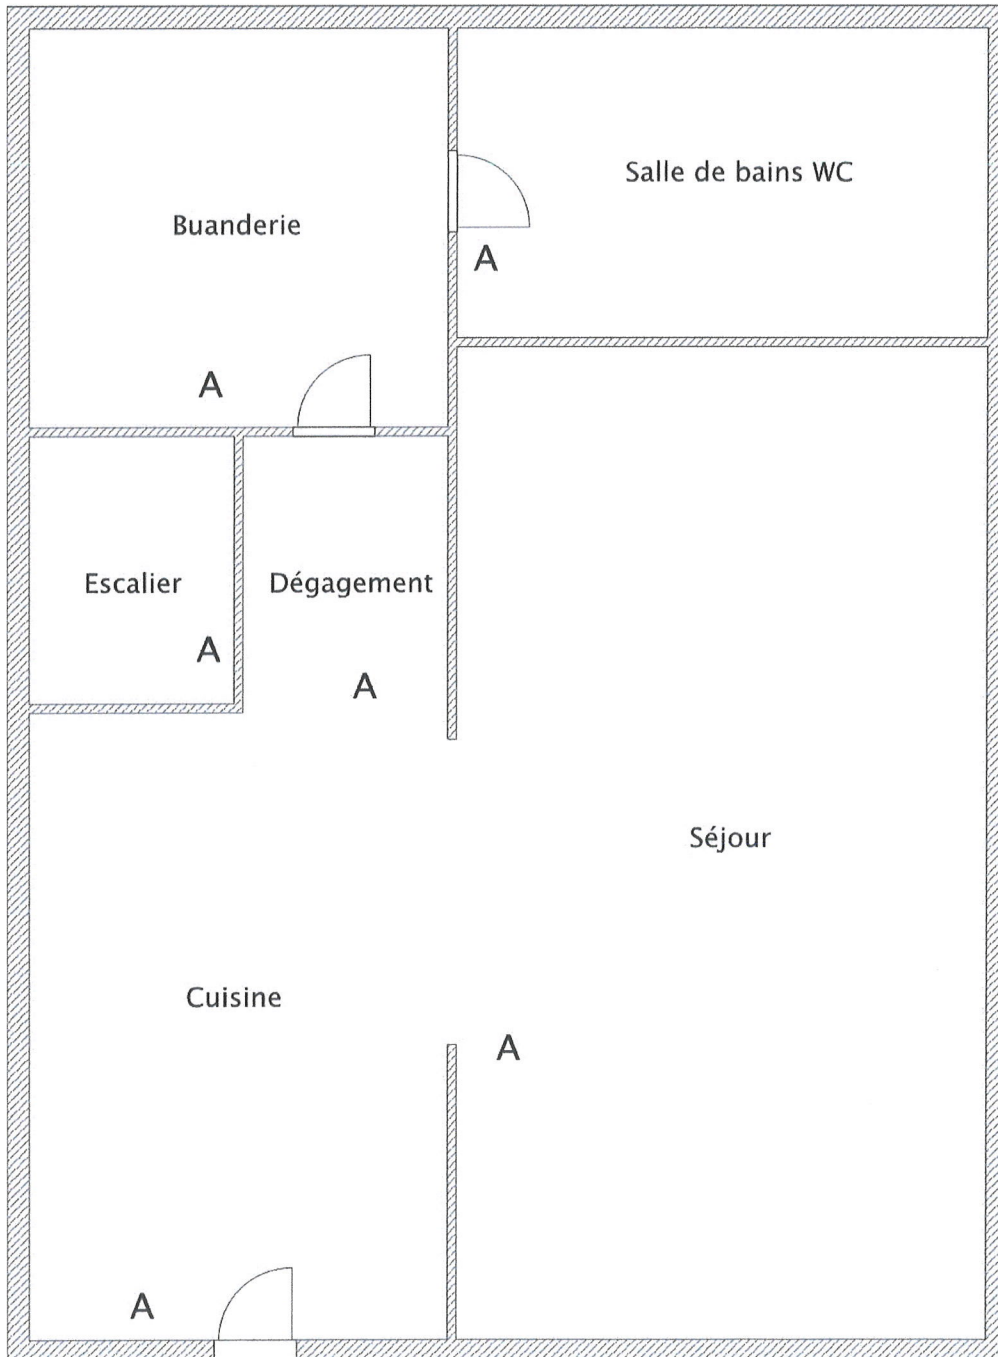 Salle de bains WC
Buanderie
A
A
Escalier
Dégagement
A
A
Séjour
Cuisine
A
A